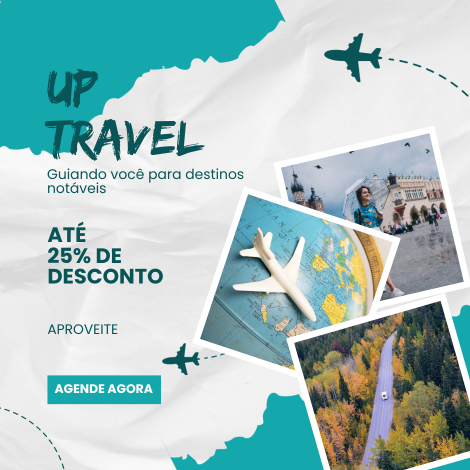 UP
TRAVEL
Guiando você para destinos
notáveis
ATÉ
25% DE
DESCONTO
APROVEITE
AGENDE AGORA